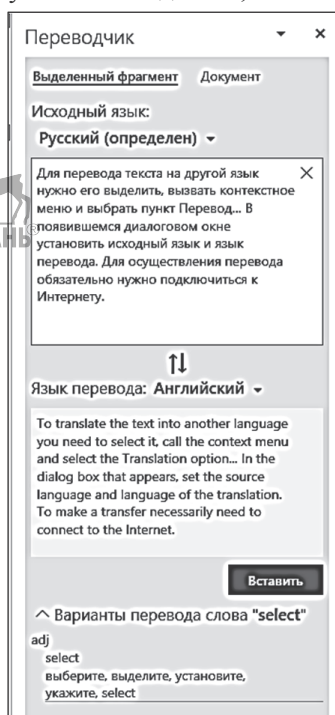 Переводчик
Выделенный фрагмент Документ
Исходный язык:
Русский (определен)
Для перевода текста на другой язык
нужно его выделить, вызвать контекстное
меню и выбрать пункт Перевод... В
появившемся диалоговом окне
установить исходный язык и язык
перевода. Для осуществления перевода
обязательно нужно подключиться к
Интернету.
Язык перевода: Английский
To translate the text into another language
you need to select it, call the context menu
and select the Translation option... In the
dialog box that appears, set the source
language and language of the translation.
To make a transfer necessarily need to
connect to the Internet.
Вставить
Варианты перевода слова "select"
adj
select
выберите, выделите, установите,
укажите, select